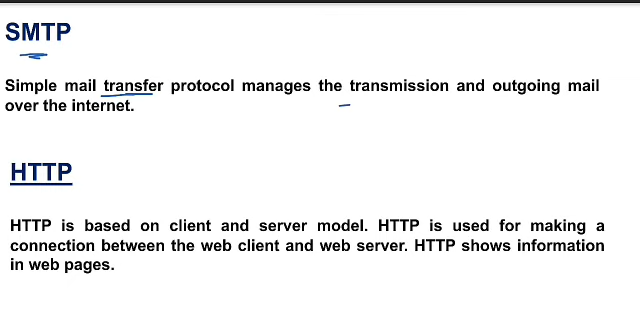 SMTP
Simple mail transfer protocol manages the transmission and outgoing mail
over the internet.
HTTP
HTTP is based on client and server model. HTTP is used for making a
connection between the web client and web server. HTTP shows information
in web pages.